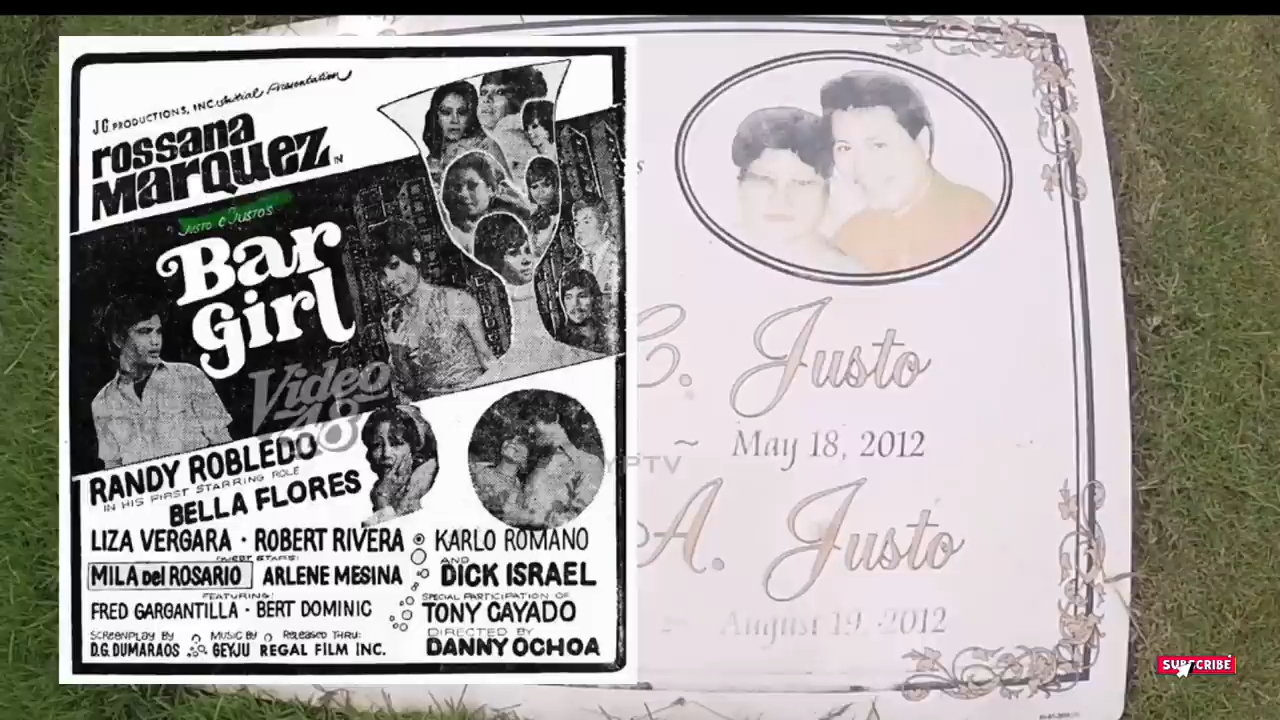 J.G. PRODUCTIONS, INC. Initial Presentation
rossana
MARQUEZ IN
JUSTO C. JUSTO'S
Bar
Girl
Video
48
RANDY ROBLEDO
IN HIS FIRST STARRING ROLE
BELLA FLORES
LIZA VERGARA · ROBERT RIVERA
KARLO ROMANO
GUEST STARS:
MILA del ROSARIO ARLENE MESINA
AND
DICK ISRAEL
FEATURING:
FRED GARGANTILLA · BERT DOMINIC
SPECIAL PARTICIPATION OF
TONY CAYADO
SCREENPLAY BY
D.G. DUMARAOS
MUSIC BY
GEYJU
Released THRU:
REGAL FILM INC.
DIRECTED BY
DANNY OCHOA
s
C. Justo
~ May 18, 2012
YPTV
A. Justo
~ August 19, 2012
SUBSCRIBE